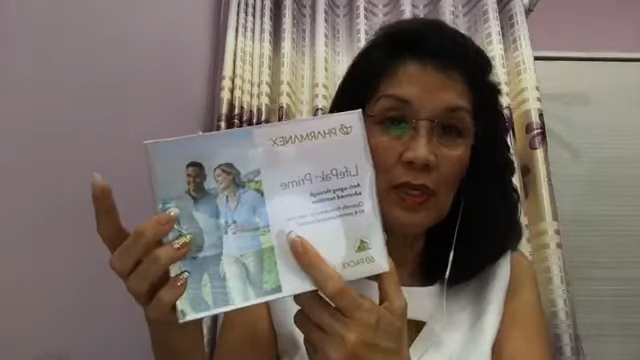 PHARMANEX
LifePak Prime
Anti-aging through
advanced nutrition
60 PACKS